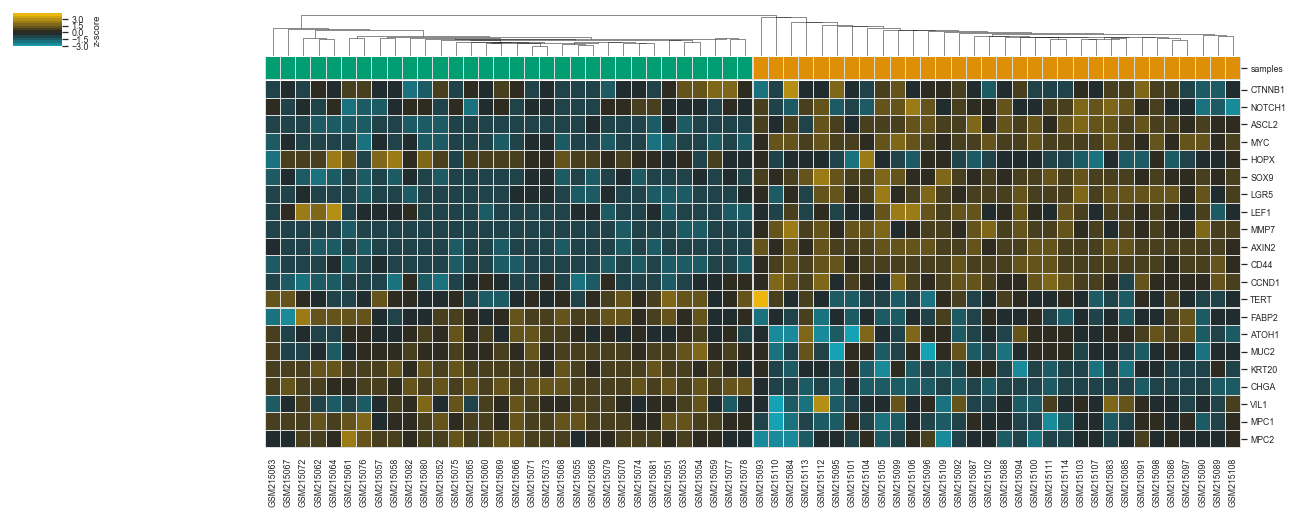 3.0
1.5
0.0
−1.5
−3.0
z-score
samples
CTNNB1
NOTCH1
ASCL2
MYC
HOPX
SOX9
LGR5
LEF1
MMP7
AXIN2
CD44
CCND1
TERT
FABP2
ATOH1
MUC2
KRT20
CHGA
VIL1
MPC1
MPC2
GSM215063
GSM215067
GSM215072
GSM215062
GSM215064
GSM215061
GSM215076
GSM215057
GSM215058
GSM215082
GSM215080
GSM215052
GSM215075
GSM215065
GSM215060
GSM215069
GSM215066
GSM215071
GSM215073
GSM215068
GSM215055
GSM215056
GSM215079
GSM215070
GSM215074
GSM215081
GSM215051
GSM215053
GSM215054
GSM215059
GSM215077
GSM215078
GSM215093
GSM215110
GSM215084
GSM215113
GSM215112
GSM215095
GSM215101
GSM215104
GSM215105
GSM215099
GSM215106
GSM215096
GSM215109
GSM215092
GSM215087
GSM215102
GSM215088
GSM215094
GSM215100
GSM215111
GSM215114
GSM215103
GSM215107
GSM215083
GSM215085
GSM215091
GSM215098
GSM215086
GSM215097
GSM215090
GSM215089
GSM215108